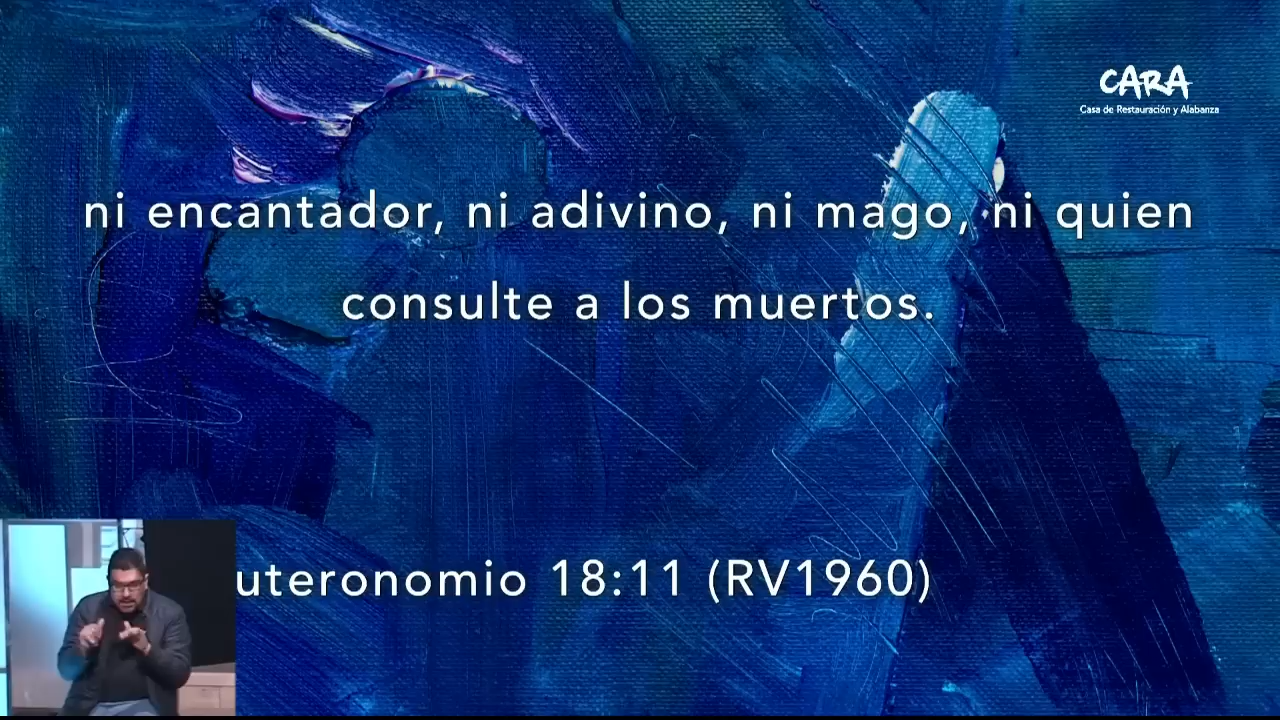 CARA
Casa de Restauración y Alabanza
ni encantador, ni adivino, ni mago, ni quien
consulte a los muertos.
uteronomio 18:11 (RV1960)